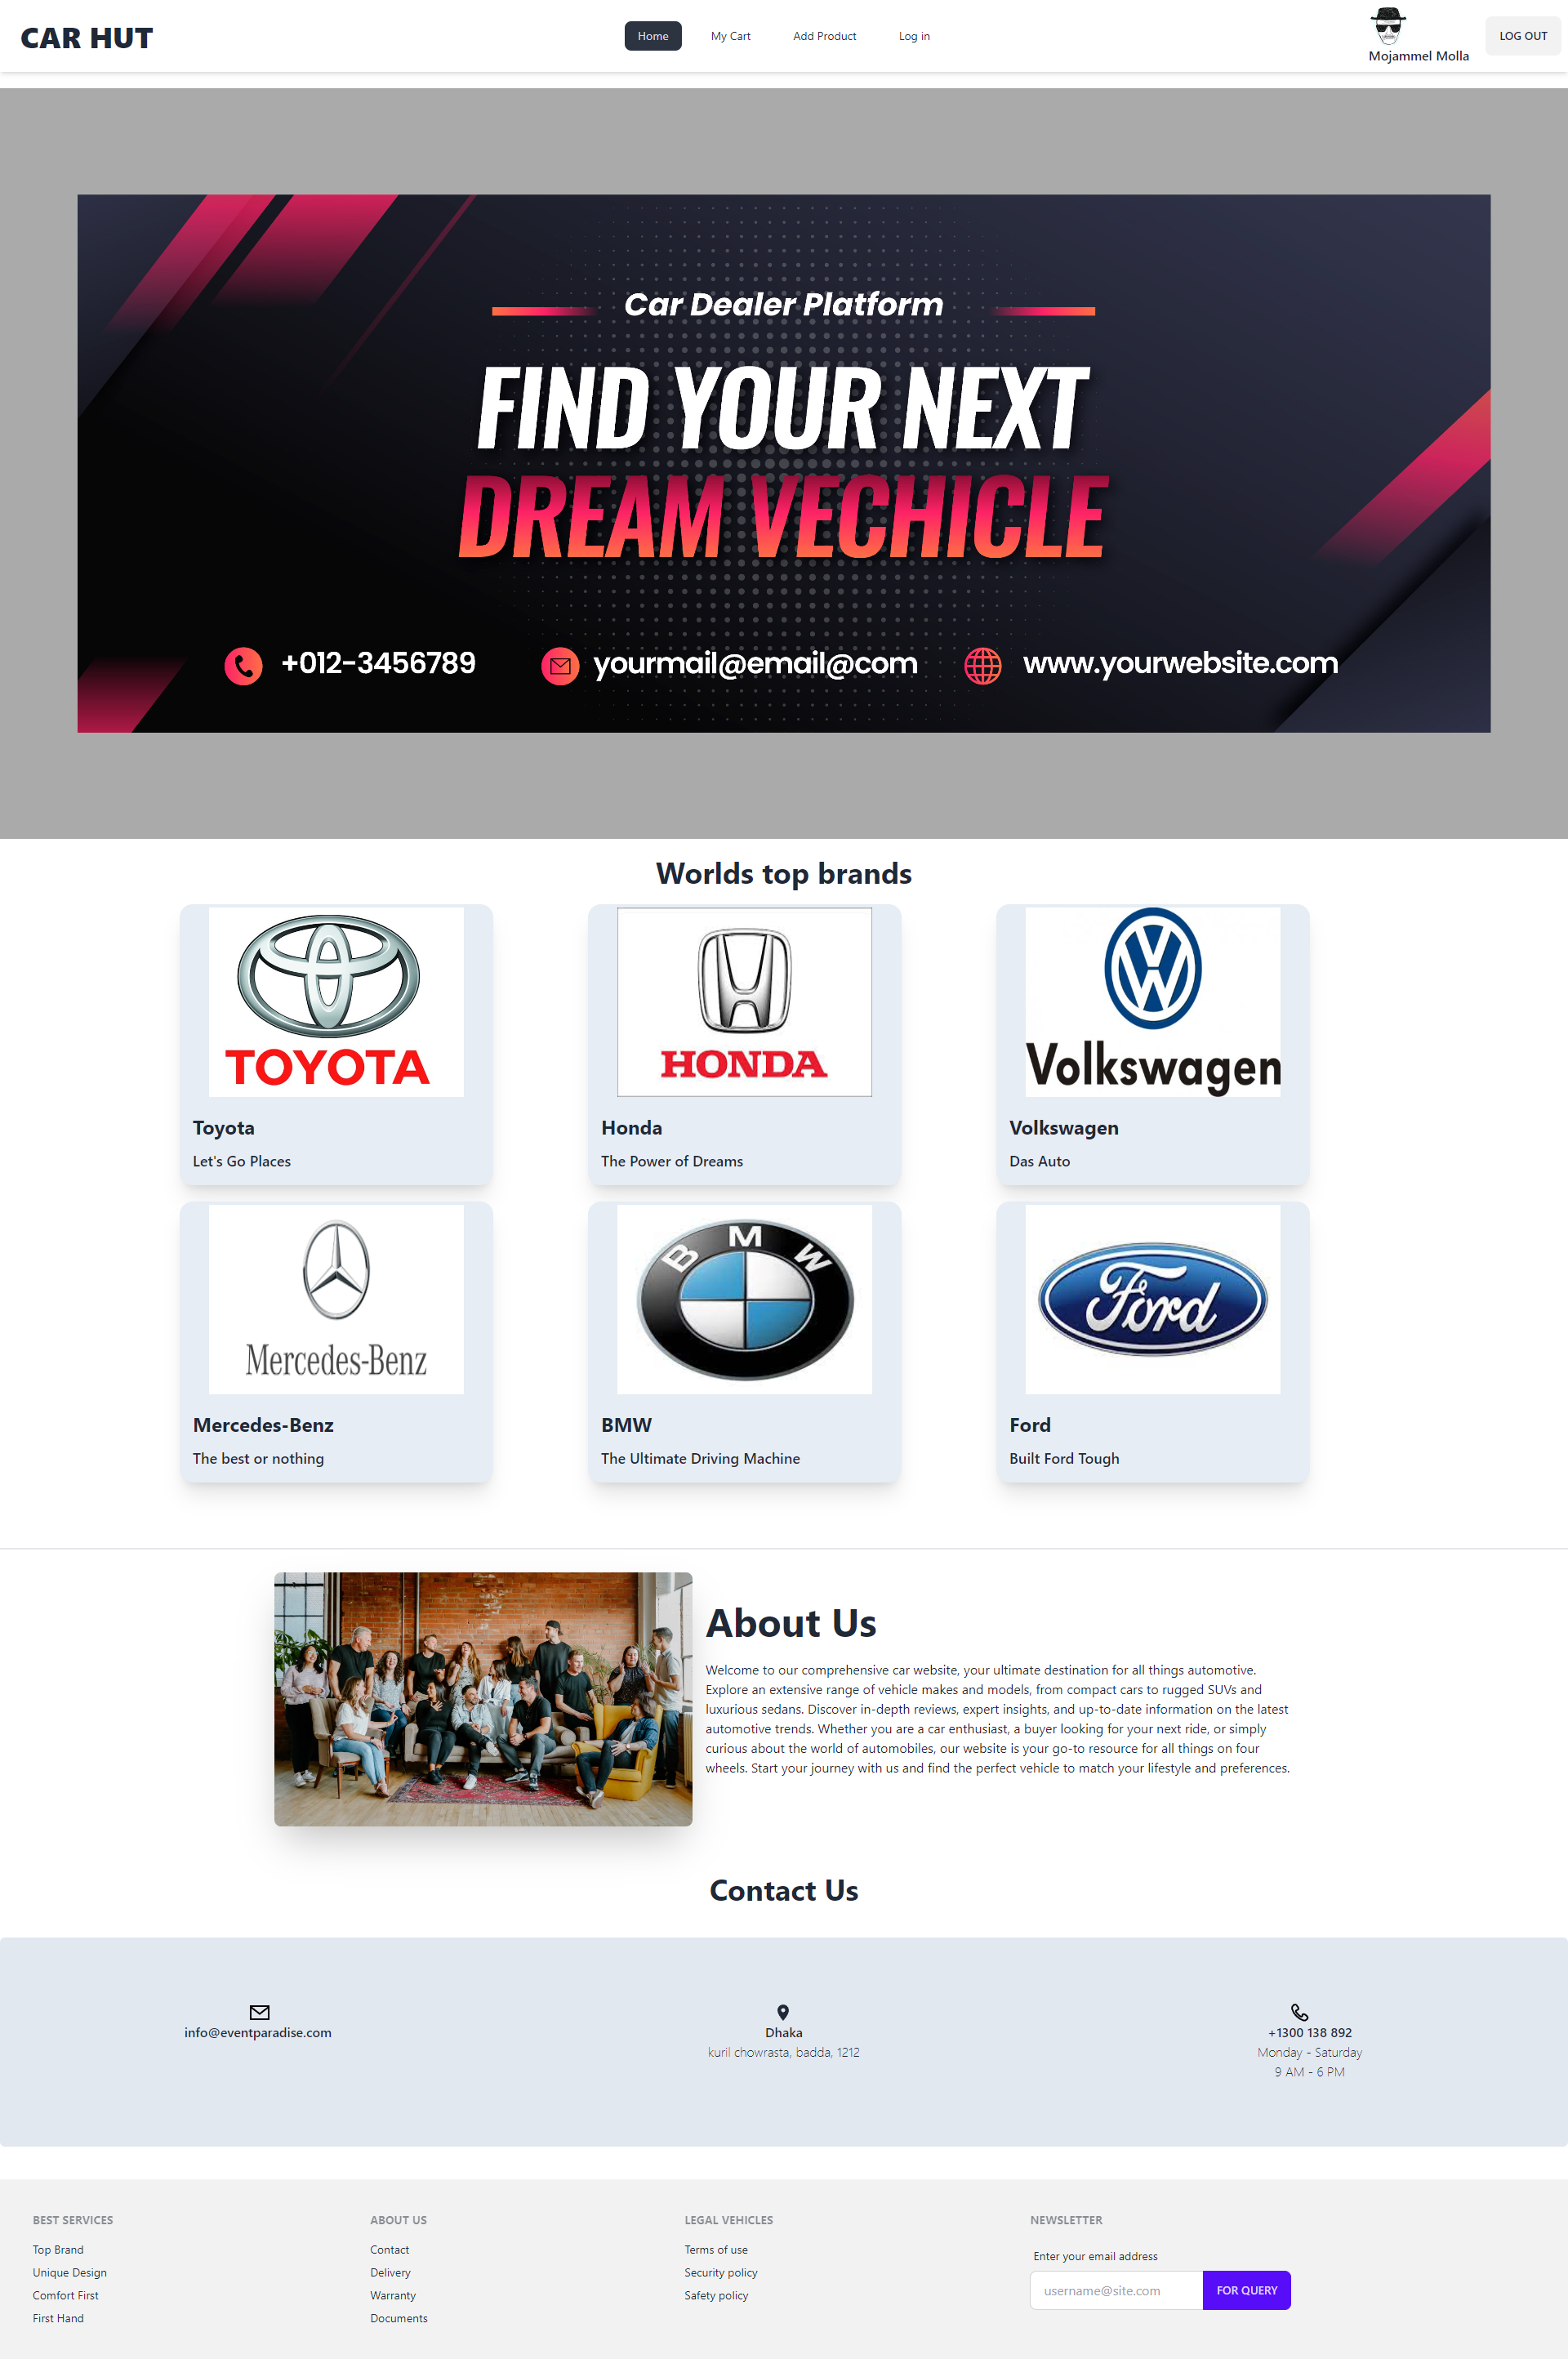 CAR HUT
Home
My Cart
Add Product
Log in
Mojammel Molla
LOG OUT
Car Dealer Platform
FIND YOUR NEXT
DREAM VECHICLE
+012-3456789
yourmail@email@com
www.yourwebsite.com
Worlds top brands
TOYOTA
Toyota
Let's Go Places
HONDA
Honda
The Power of Dreams
Volkswagen
Volkswagen
Das Auto
Mercedes-Benz
Mercedes-Benz
The best or nothing
BMW
BMW
The Ultimate Driving Machine
Ford
Ford
Built Ford Tough
About Us
Welcome to our comprehensive car website, your ultimate destination for all things automotive.
Explore an extensive range of vehicle makes and models, from compact cars to rugged SUVs and
luxurious sedans. Discover in-depth reviews, expert insights, and up-to-date information on the latest
automotive trends. Whether you are a car enthusiast, a buyer looking for your next ride, or simply
curious about the world of automobiles, our website is your go-to resource for all things on four
wheels. Start your journey with us and find the perfect vehicle to match your lifestyle and preferences.
Contact Us
info@eventparadise.com
Dhaka
kuril chowrasta, badda, 1212
+1300 138 892
Monday - Saturday
9 AM - 6 PM
BEST SERVICES
Top Brand
Unique Design
Comfort First
First Hand
ABOUT US
Contact
Delivery
Warranty
Documents
LEGAL VEHICLES
Terms of use
Security policy
Safety policy
NEWSLETTER
Enter your email address
username@site.com
FOR QUERY